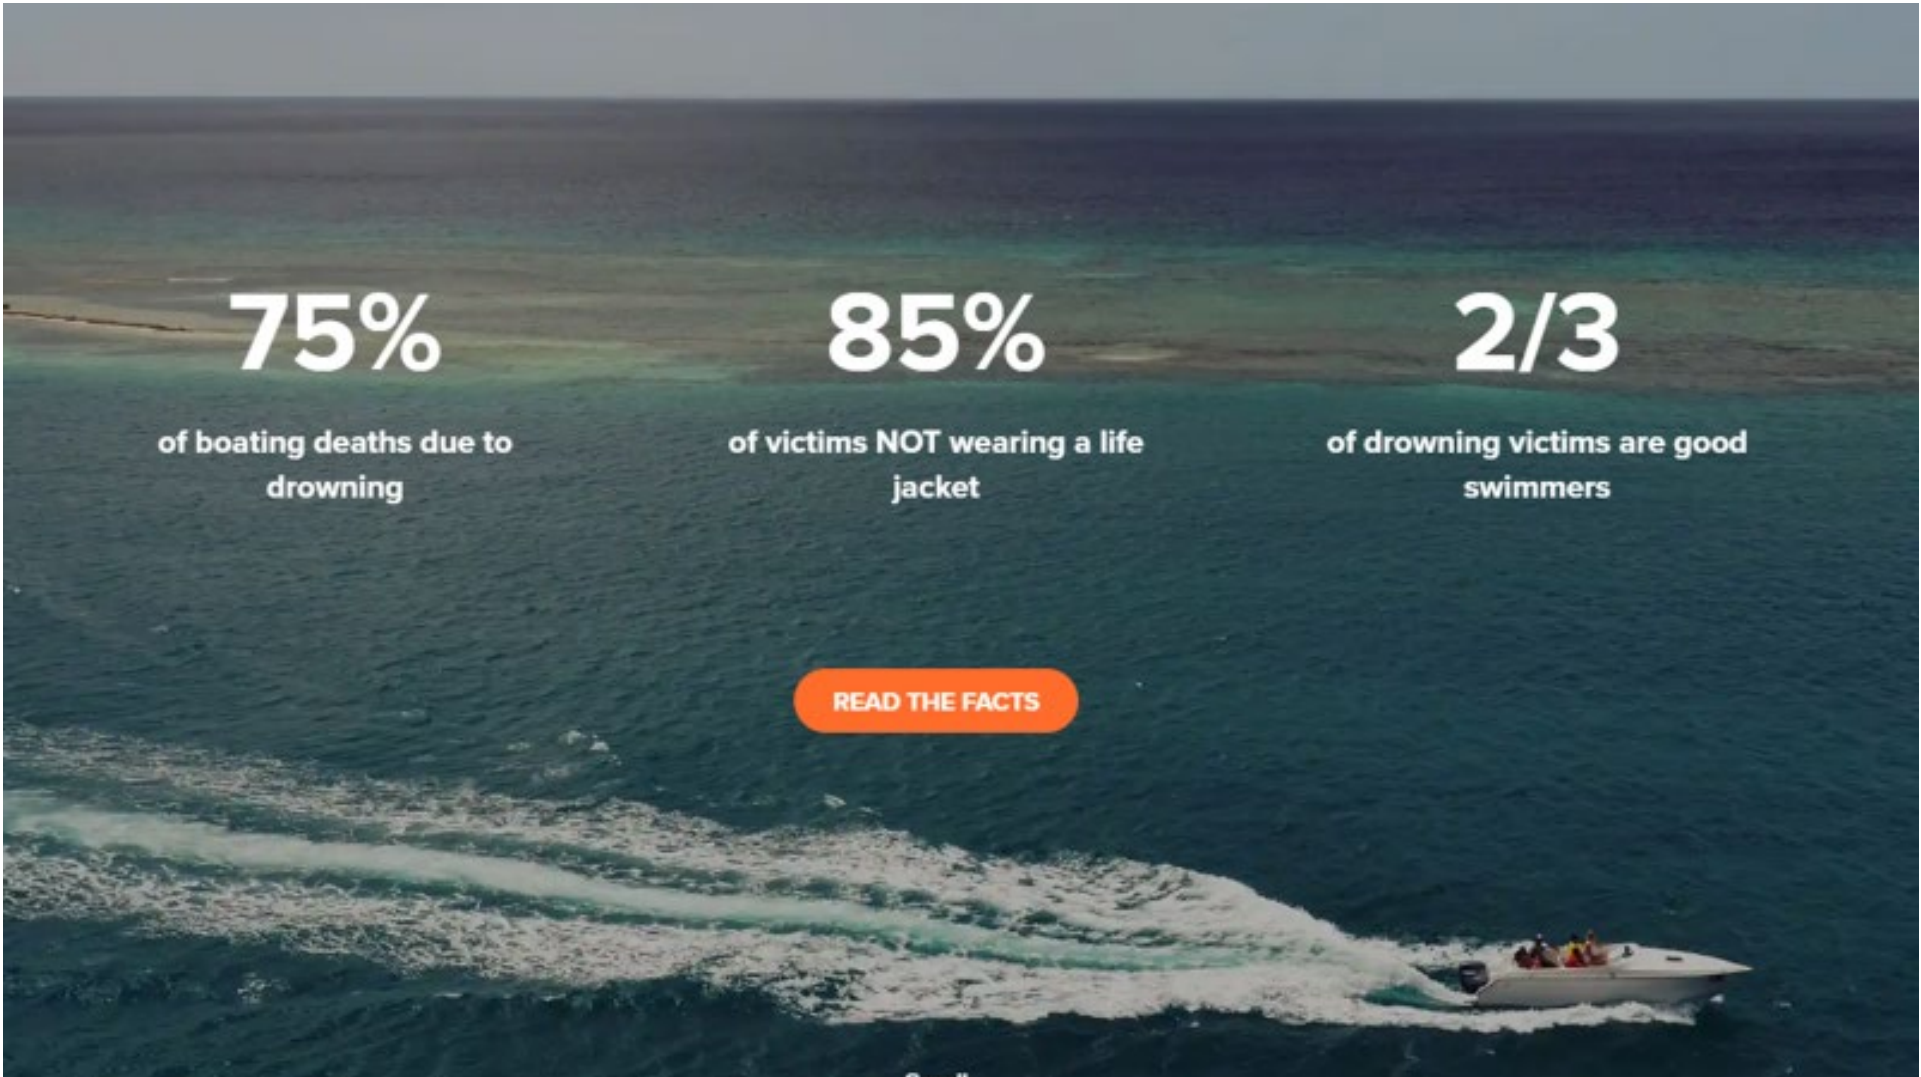 75%
of boating deaths due to
drowning
85%
of victims NOT wearing a life
jacket
2/3
of drowning victims are good
swimmers
READ THE FACTS